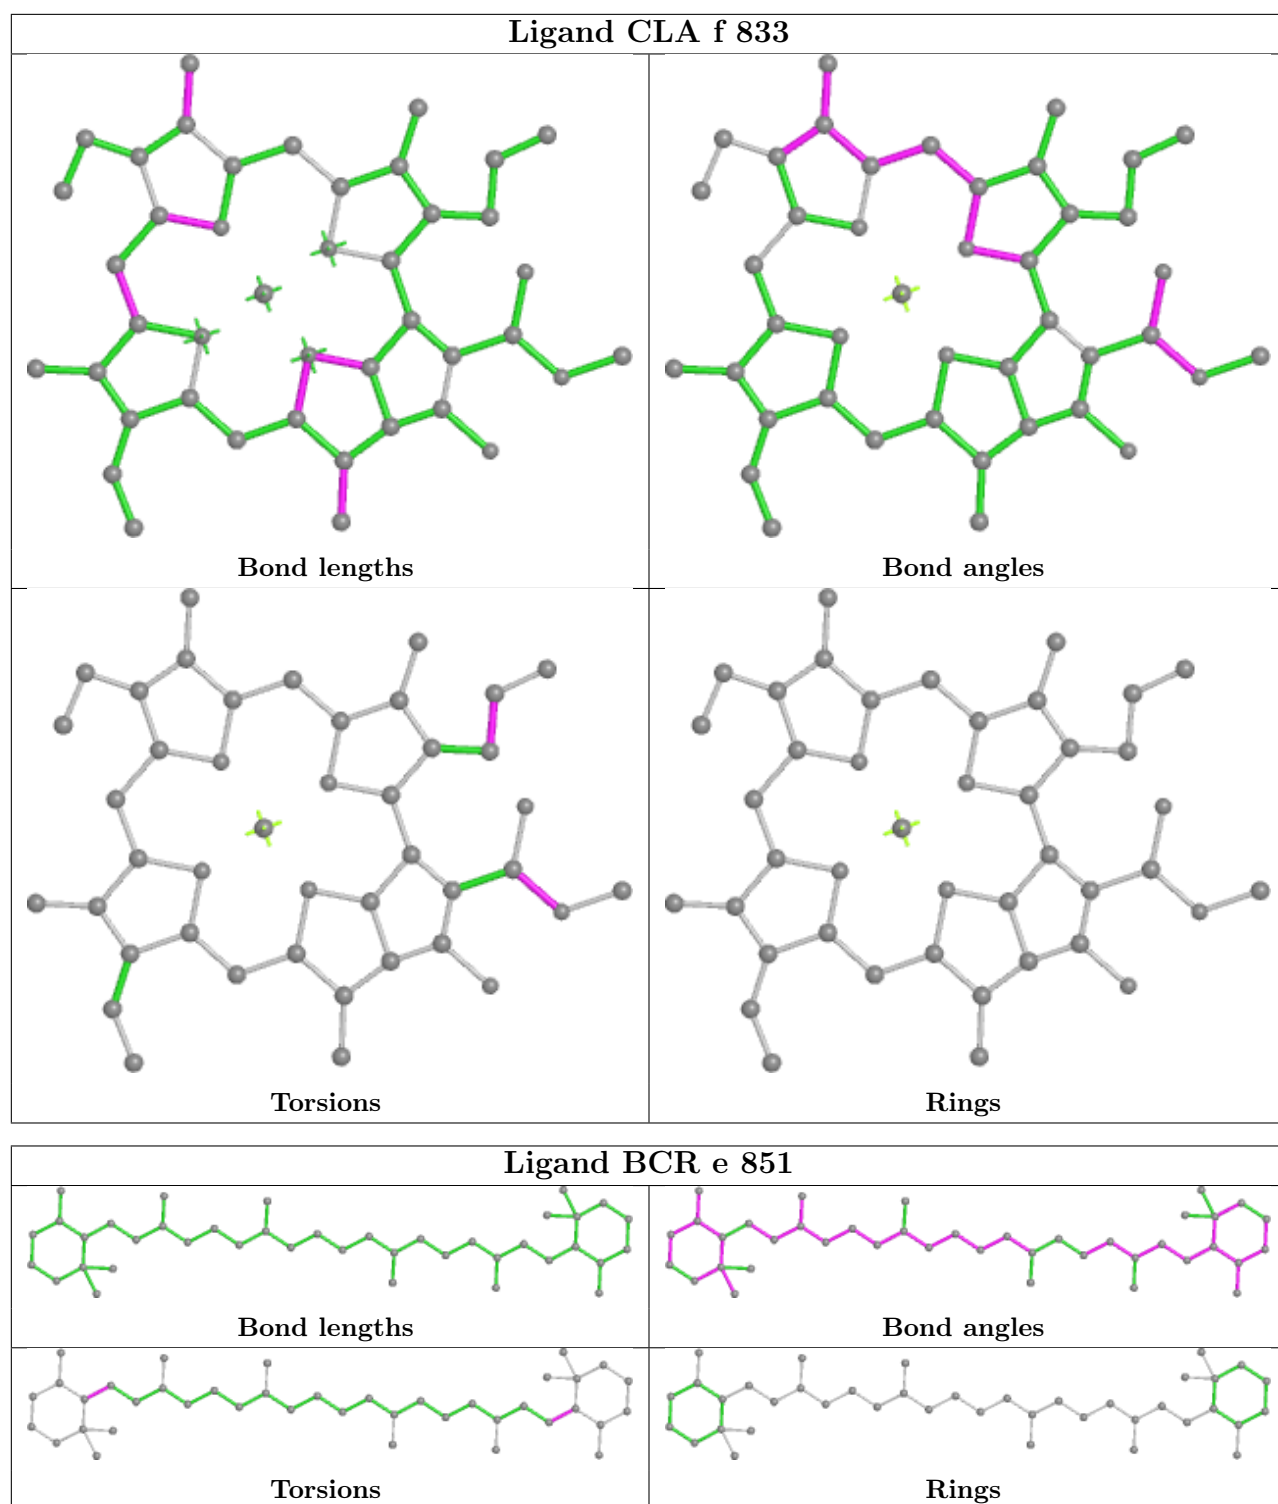 Ligand CLA f 833
Bond lengths
Bond angles
Torsions
Rings
Ligand BCR e 851
Bond lengths
Bond angles
Torsions
Rings